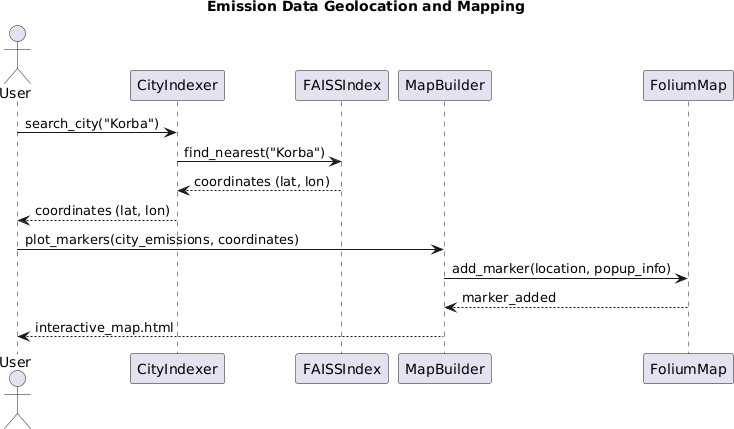 Emission Data Geolocation and Mapping
User
CityIndexer
FAISSIndex
MapBuilder
FoliumMap
search_city("Korba")
find_nearest("Korba")
coordinates (lat, lon)
coordinates (lat, lon)
plot_markers(city_emissions, coordinates)
add_marker(location, popup_info)
marker_added
interactive_map.html
User
CityIndexer
FAISSIndex
MapBuilder
FoliumMap